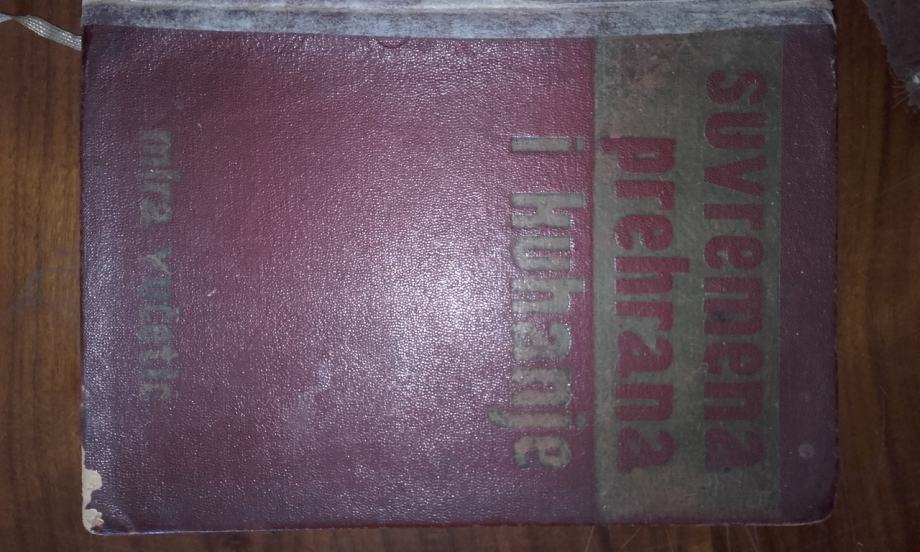 suvremena
prehrana
i kuhanje
mira vučetić